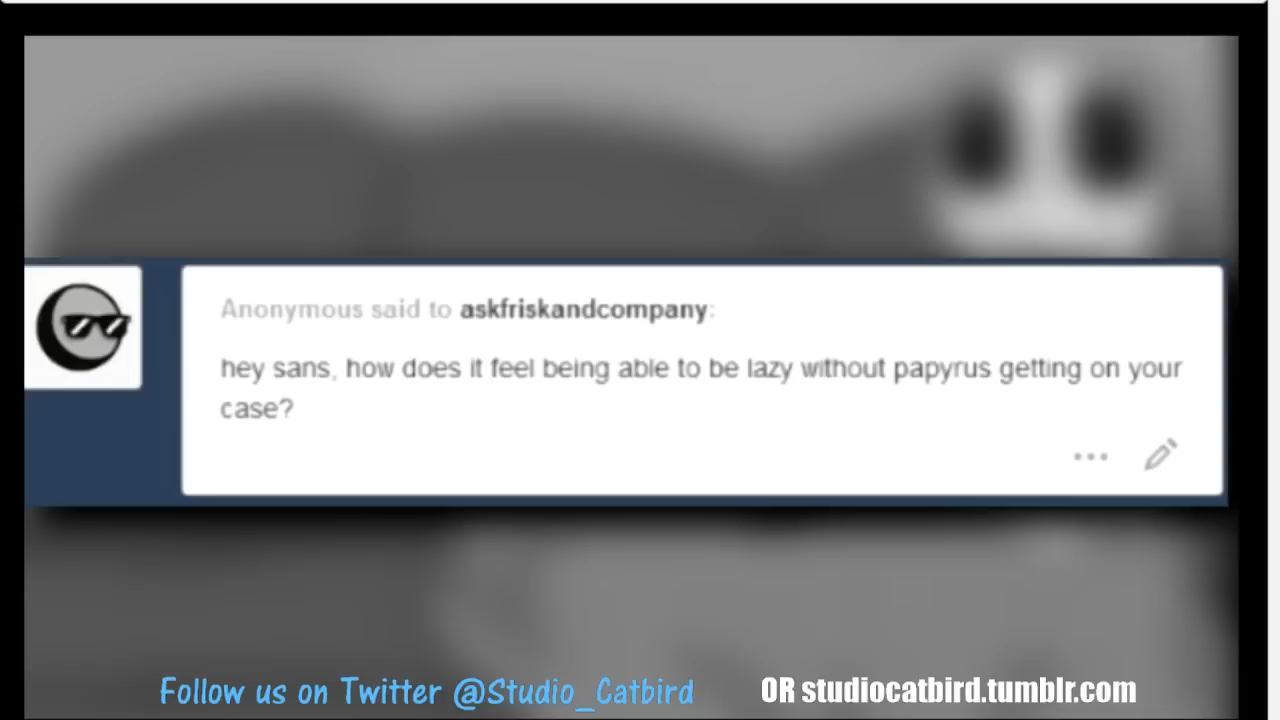 Anonymous said to askfriskandcompany:
hey sans, how does it feel being able to be lazy without papyrus getting on your
case?
Follow us on Twitter @Studio_Catbird OR studiocatbird.tumblr.com